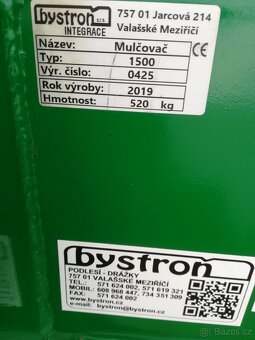 bystron s.r.o.
INTEGRACE
757 01 Jarcová 214
Valašské Meziříčí
Název: Mulčovač
Typ: 1500
Výr. číslo: 0425
Rok výroby: 2019
Hmotnost: 520 kg
CE
bystron
PODLESÍ - DRÁŽKY
757 01 VALAŠSKÉ MEZIŘÍČÍ
TEL.: 571 624 002, 571 619 321
MOBIL: 608 968 447, 734 351 309
FAX: 571 624 002
www.bystron.cz
e-mail: bystron@bystron.cz
Bazos.cz